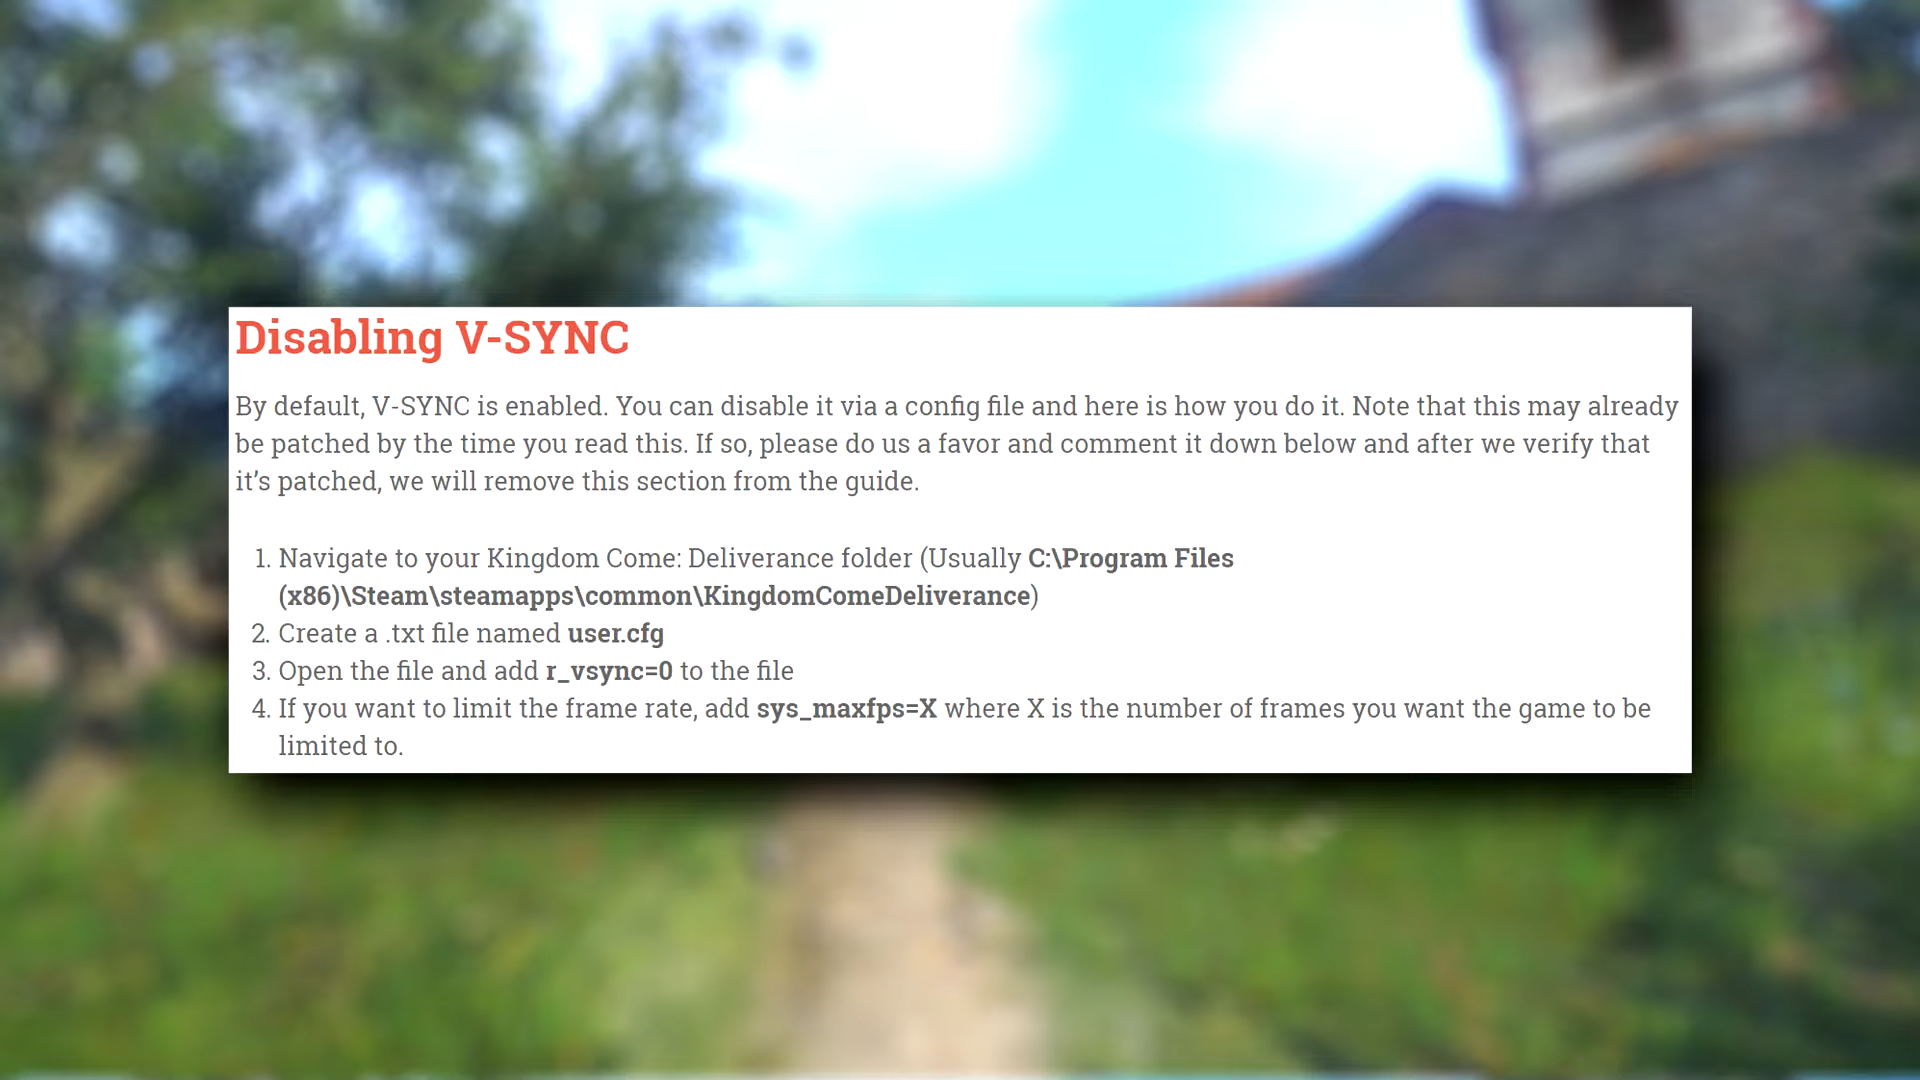 Disabling V-SYNC
By default, V-SYNC is enabled. You can disable it via a config file and here is how you do it. Note that this may already
be patched by the time you read this. If so, please do us a favor and comment it down below and after we verify that
it’s patched, we will remove this section from the guide.
1. Navigate to your Kingdom Come: Deliverance folder (Usually C:\Program Files
(x86)\Steam\steamapps\common\KingdomComeDeliverance)
2. Create a .txt file named user.cfg
3. Open the file and add r_vsync=0 to the file
4. If you want to limit the frame rate, add sys_maxfps=X where X is the number of frames you want the game to be
limited to.